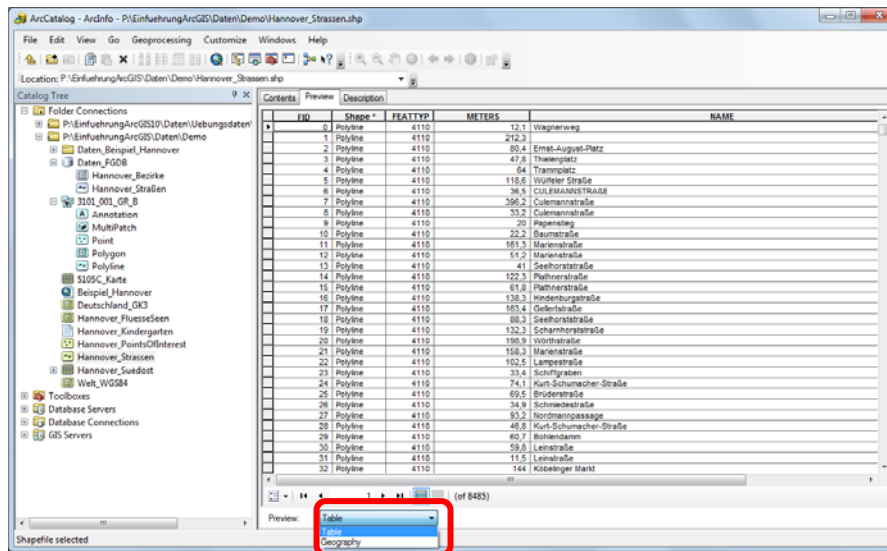 ArcCatalog - ArcInfo - P:\EinfuehrungArcGIS\Daten\Demo\Hannover_Strassen.shp
File Edit View Go Geoprocessing Customize Windows Help
Location: P:\EinfuehrungArcGIS\Daten\Demo\Hannover_Strassen.shp
Catalog Tree
Folder Connections
P:\EinfuehrungArcGIS10\Daten\Uebungsdaten'
P:\EinfuehrungArcGIS\Daten\Demo
Daten_Beispiel_Hannover
Daten_FGDB
Hannover_Bezirke
Hannover_Straßen
3101_001_GR_B
Annotation
MultiPatch
Point
Polygon
Polyline
5105C_Karte
Beispiel_Hannover
Deutschland_GK3
Hannover_FluesseSeen
Hannover_Kindergarten
Hannover_PointsOfInterest
Hannover_Strassen
Hannover_Suedost
Welt_WGS84
Toolboxes
Database Servers
Database Connections
GIS Servers
Contents Preview Description
FID Shape * FEATTYP METERS NAME
0 Polyline 4110 12,1 Wagnerweg
1 Polyline 4110 212,3
2 Polyline 4110 80,4 Ernst-August-Platz
3 Polyline 4110 47,8 Thielenplatz
4 Polyline 4110 64 Trammplatz
5 Polyline 4110 118,6 Wülfeler Straße
6 Polyline 4110 36,5 CULEMANNSTRAßE
7 Polyline 4110 396,2 Culemannstraße
8 Polyline 4110 33,2 Culemannstraße
9 Polyline 4110 20 Papenstieg
10 Polyline 4110 22,2 Baumstraße
11 Polyline 4110 161,3 Marienstraße
12 Polyline 4110 51,2 Marienstraße
13 Polyline 4110 41 Seelhorststraße
14 Polyline 4110 122,3 Plathnerstraße
15 Polyline 4110 61,8 Plathnerstraße
16 Polyline 4110 138,3 Hindenburgstraße
17 Polyline 4110 163,4 Gellertstraße
18 Polyline 4110 88,3 Seelhorststraße
19 Polyline 4110 132,3 Scharnhorststraße
20 Polyline 4110 198,9 Wörthstraße
21 Polyline 4110 158,3 Marienstraße
22 Polyline 4110 102,5 Lampestraße
23 Polyline 4110 33,4 Schiffgraben
24 Polyline 4110 74,1 Kurt-Schumacher-Straße
25 Polyline 4110 69,5 Brüderstraße
26 Polyline 4110 34,9 Schmiedestraße
27 Polyline 4110 93,2 Nordmannpassage
28 Polyline 4110 46,8 Kurt-Schumacher-Straße
29 Polyline 4110 60,7 Bohlendamm
30 Polyline 4110 59,8 Leinstraße
31 Polyline 4110 11,5 Leinstraße
32 Polyline 4110 144 Köbelinger Markt
1 (of 8485)
Preview: Table
Table
Geography
Shapefile selected